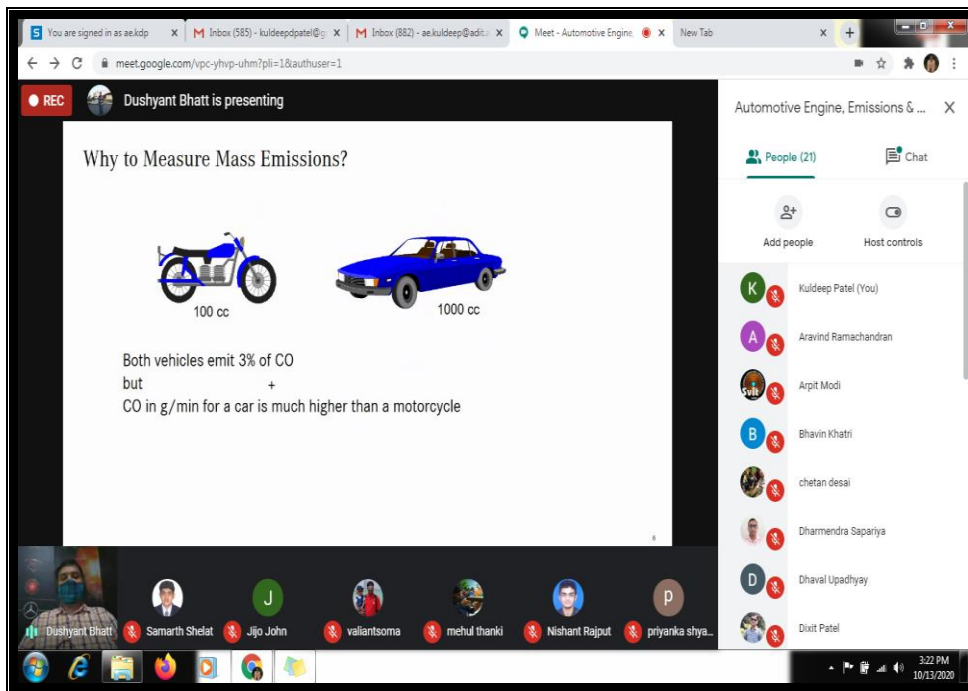 You are signed in as ae.kdp
Inbox (585) - kuldeepdpatel@g
Inbox (882) - ae.kuldeep@adit.a
Meet - Automotive Engine,
New Tab
meet.google.com/vpc-yhvp-uhm?pli=1&authuser=1
REC
Dushyant Bhatt is presenting
Why to Measure Mass Emissions?
100 cc
1000 cc
Both vehicles emit 3% of CO
but +
CO in g/min for a car is much higher than a motorcycle
6
Dushyant Bhatt
Samarth Shelat
J
Jijo John
valiantsoma
mehul thanki
Nishant Rajput
p
priyanka shya...
Automotive Engine, Emissions & ...
People (21)
Chat
Add people
Host controls
K
Kuldeep Patel (You)
A
Aravind Ramachandran
Svit
Arpit Modi
B
Bhavin Khatri
chetan desai
Dharmendra Sapariya
D
Dhaval Upadhyay
Dixit Patel
3:22 PM
10/13/2020